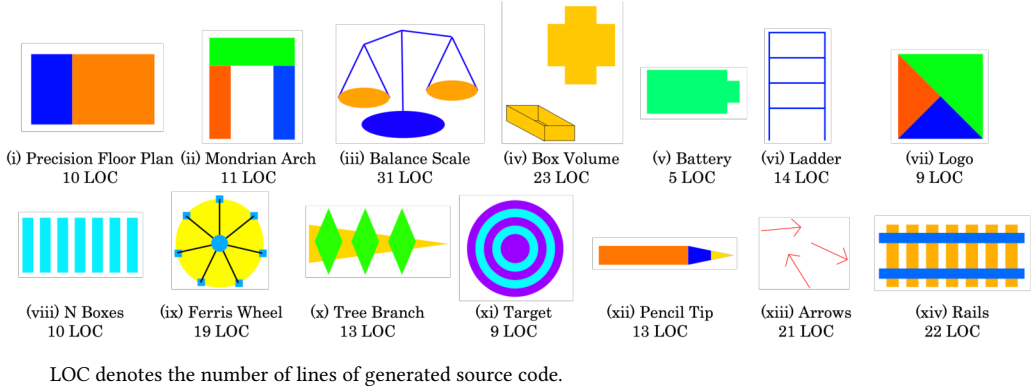 (i) Precision Floor Plan
10 LOC
(ii) Mondrian Arch
11 LOC
(iii) Balance Scale
31 LOC
(iv) Box Volume
23 LOC
(v) Battery
5 LOC
(vi) Ladder
14 LOC
(vii) Logo
9 LOC
(viii) N Boxes
10 LOC
(ix) Ferris Wheel
19 LOC
(x) Tree Branch
13 LOC
(xi) Target
9 LOC
(xii) Pencil Tip
13 LOC
(xiii) Arrows
21 LOC
(xiv) Rails
22 LOC
LOC denotes the number of lines of generated source code.